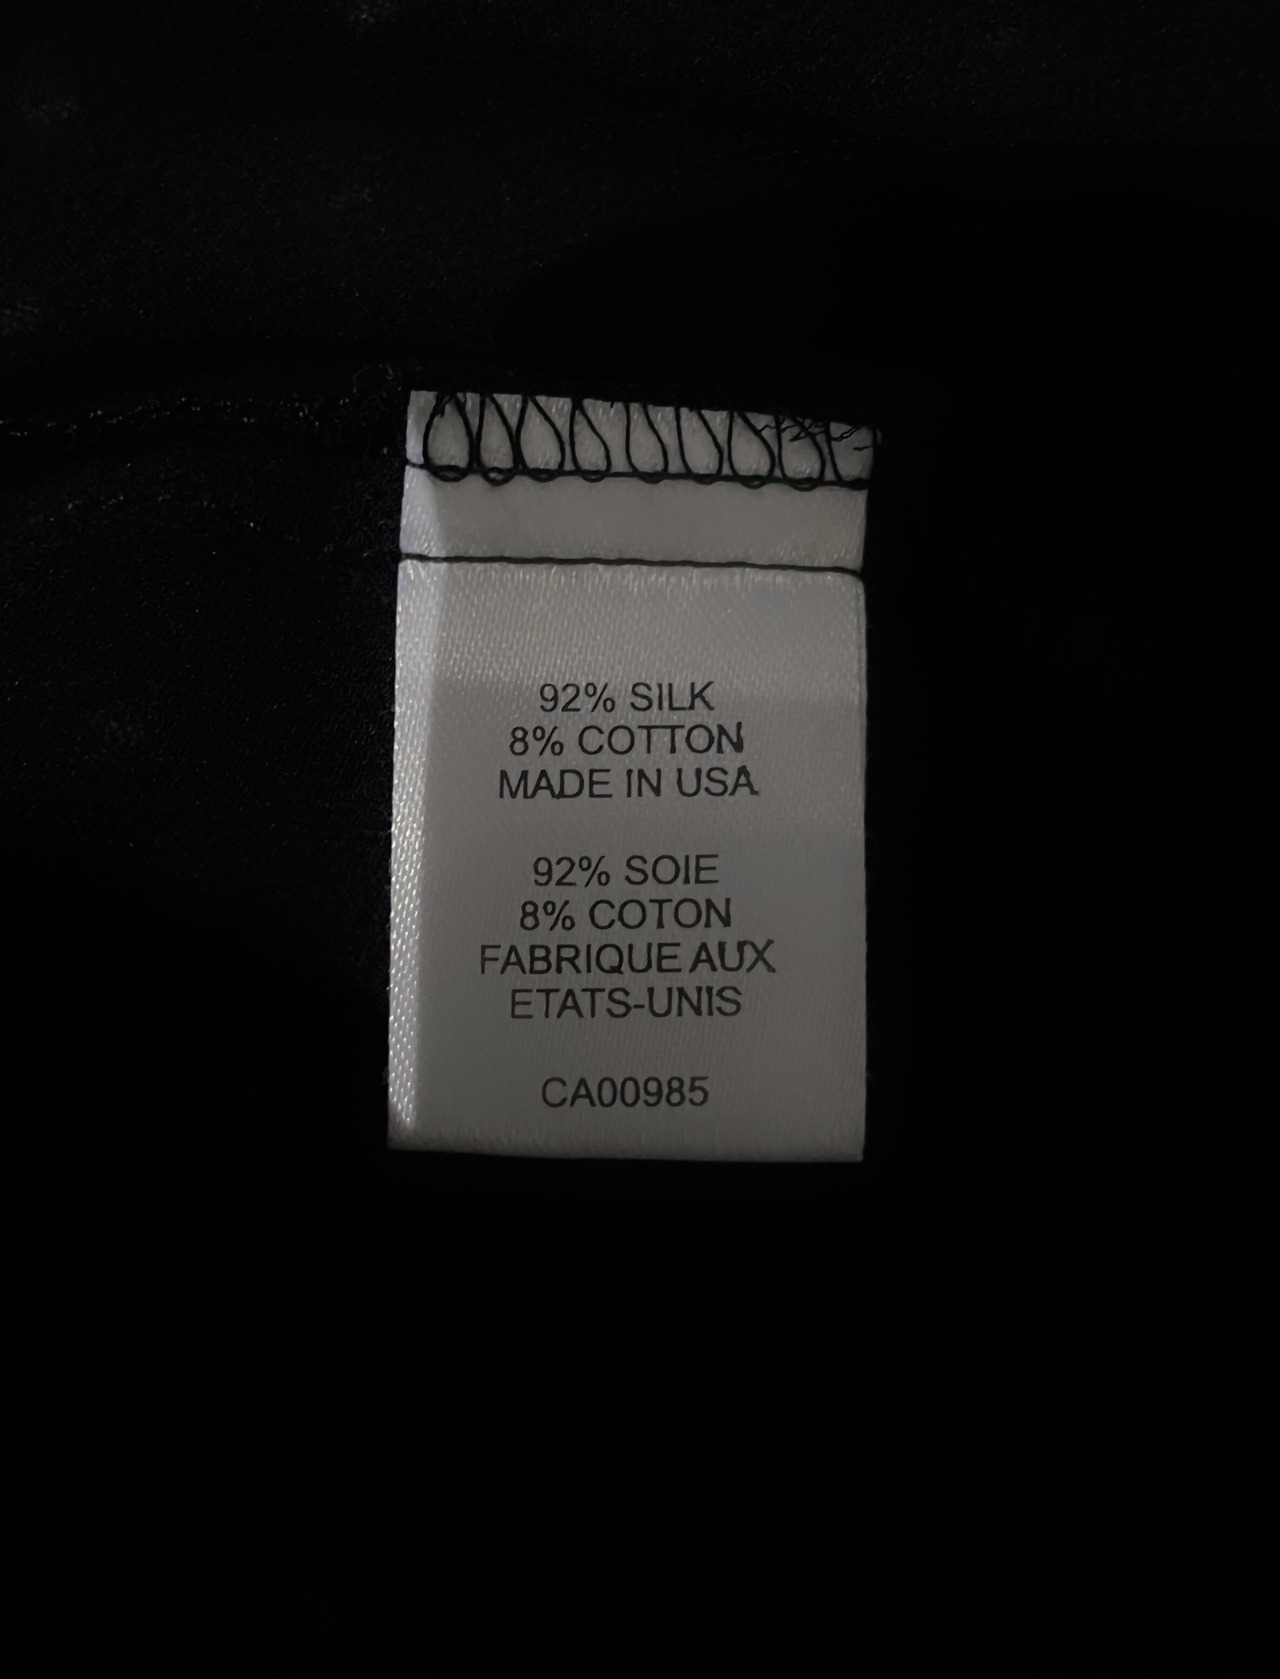 92% SILK
8% COTTON
MADE IN USA
92% SOIE
8% COTON
FABRIQUE AUX
ETATS-UNIS
CA00985